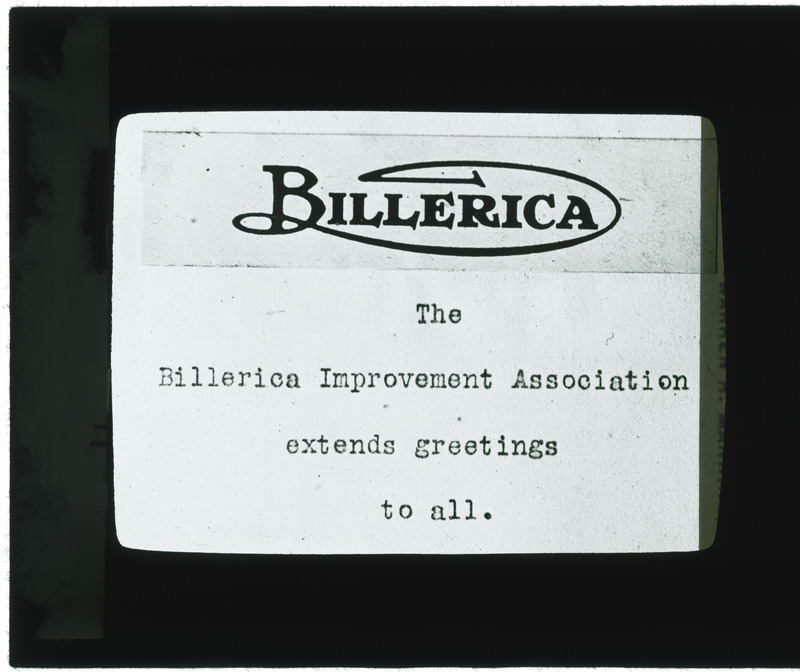 BILLERICA
The
Billerica Improvement Association
extends greetings
to all.